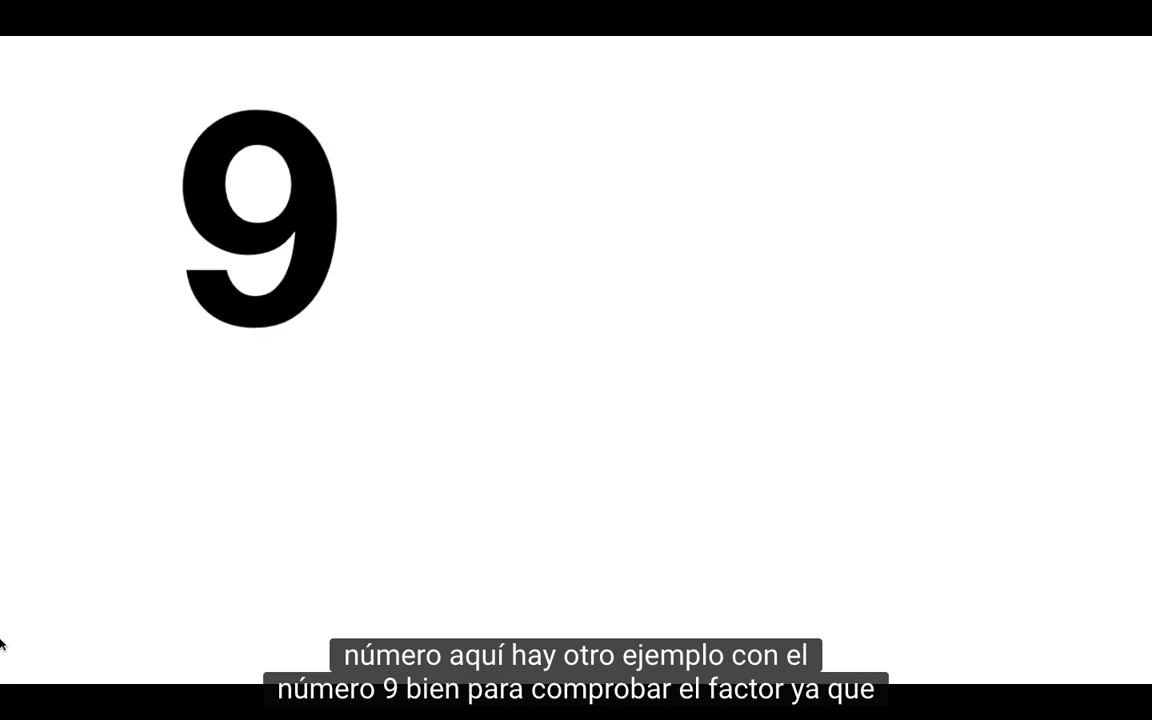 9
número aquí hay otro ejemplo con el
número 9 bien para comprobar el factor ya que